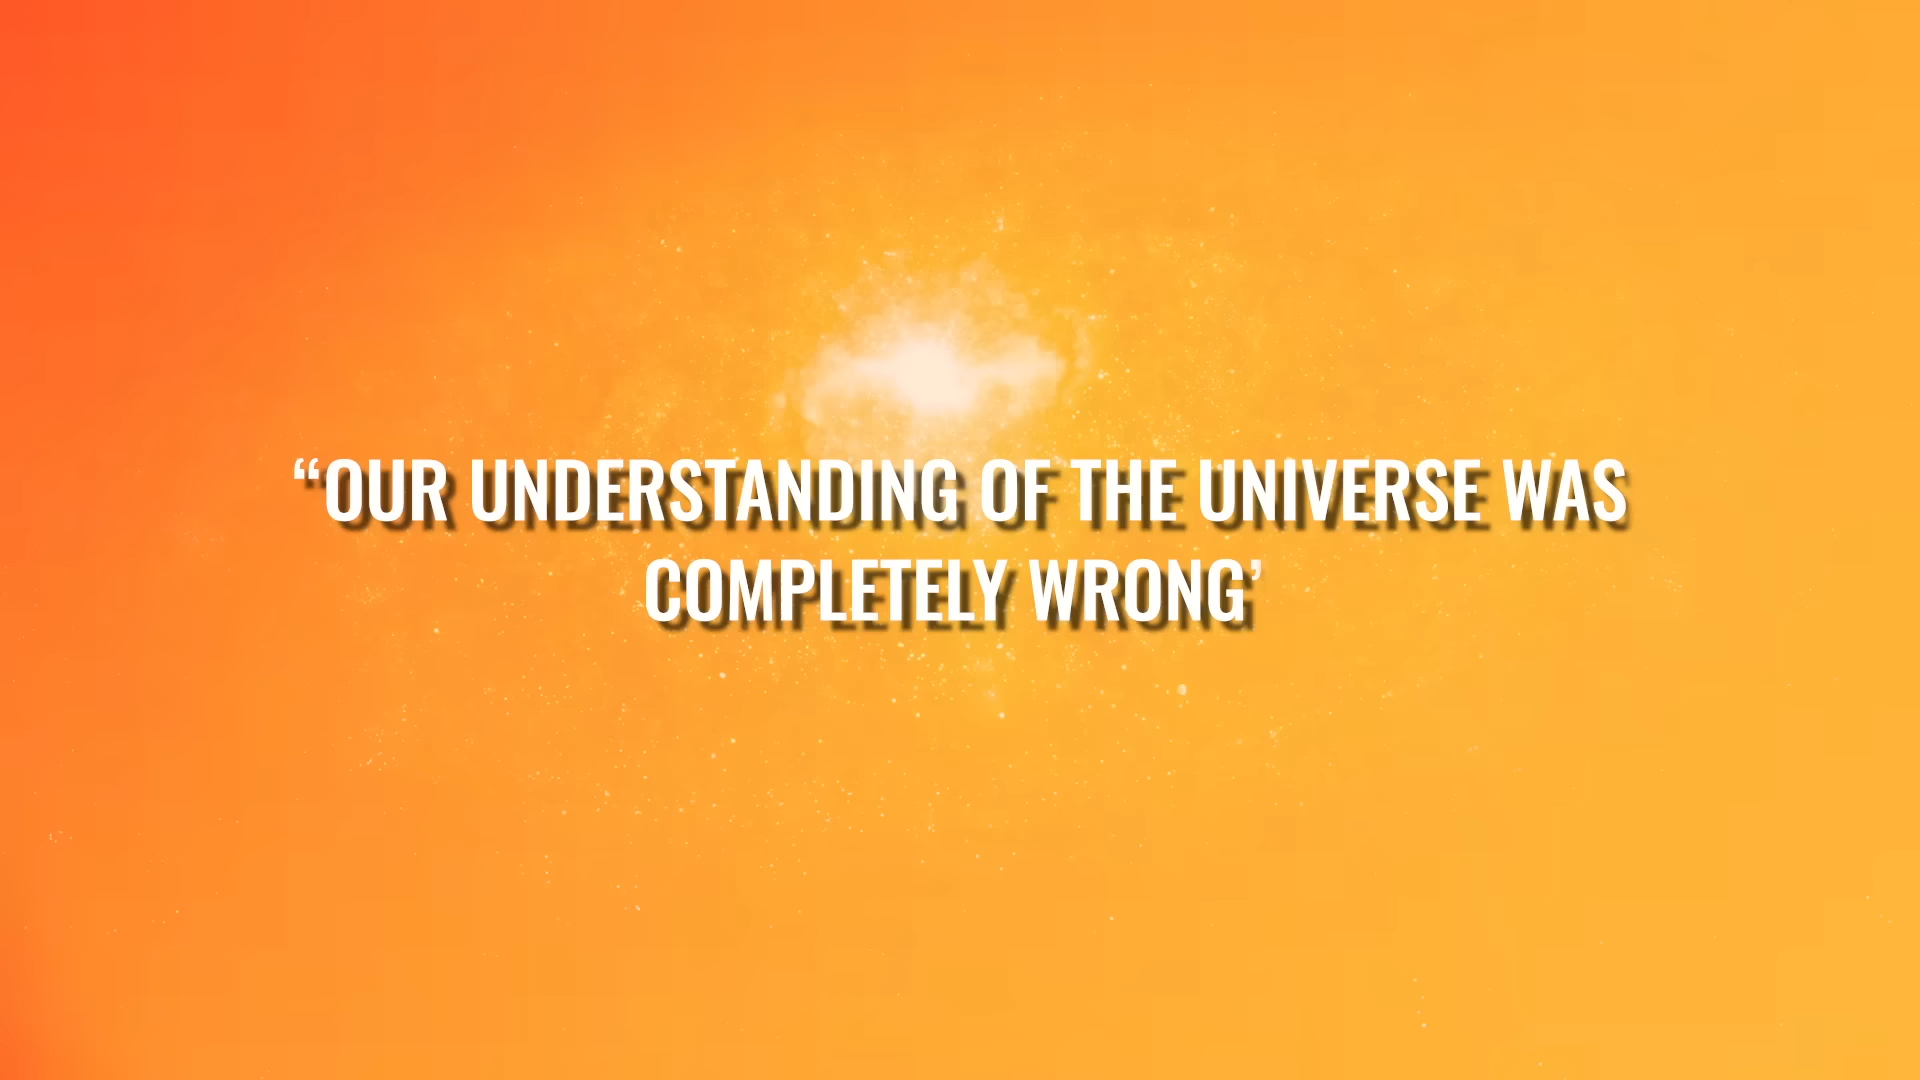 “OUR UNDERSTANDING OF THE UNIVERSE WAS
COMPLETELY WRONG’